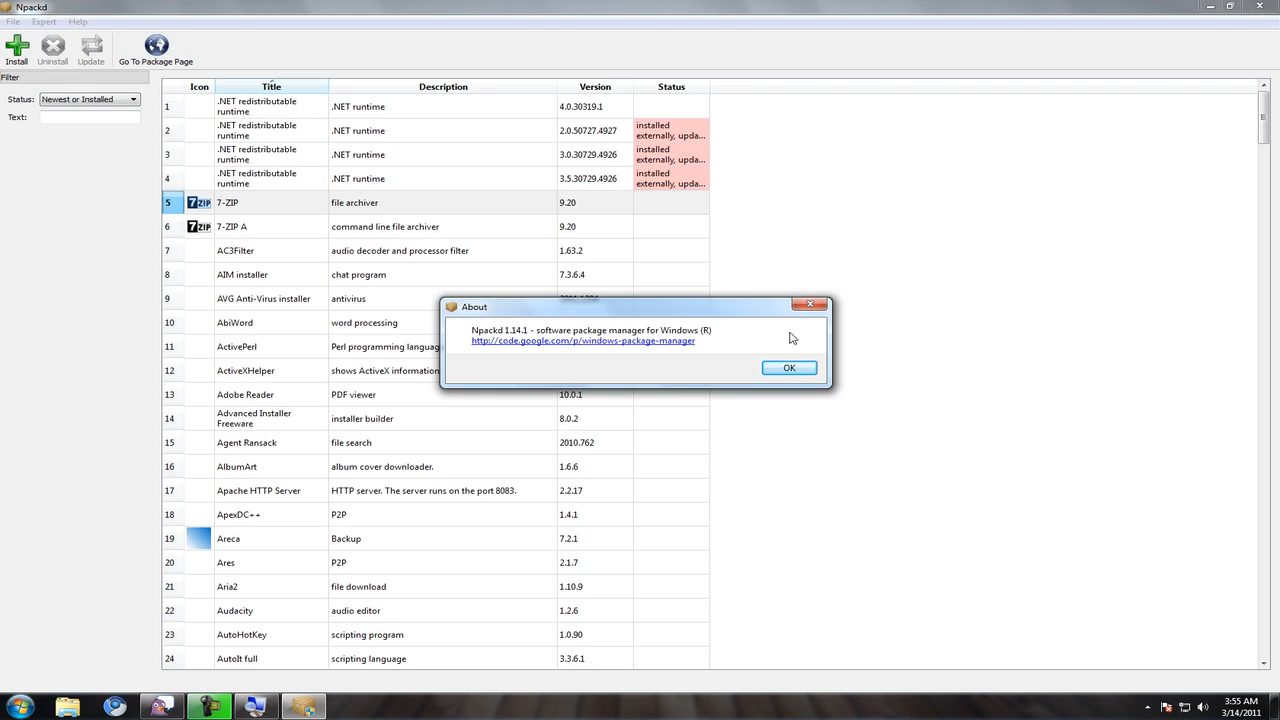 Npackd
File Expert Help
Install Uninstall Update Go To Package Page
Filter
Status: Newest or Installed
Text:
Icon Title Description Version Status
1 .NET redistributable runtime .NET runtime 4.0.30319.1
2 .NET redistributable runtime .NET runtime 2.0.50727.4927 installed externally, upda...
3 .NET redistributable runtime .NET runtime 3.0.30729.4926 installed externally, upda...
4 .NET redistributable runtime .NET runtime 3.5.30729.4926 installed externally, upda...
5 7ZIP 7-ZIP file archiver 9.20
6 7ZIP 7-ZIP A command line file archiver 9.20
7 AC3Filter audio decoder and processor filter 1.63.2
8 AIM installer chat program 7.3.6.4
9 AVG Anti-Virus installer antivirus
10 AbiWord word processing
11 ActivePerl Perl programming languag
12 ActiveXHelper shows ActiveX information
13 Adobe Reader PDF viewer 10.0.1
14 Advanced Installer Freeware installer builder 8.0.2
15 Agent Ransack file search 2010.762
16 AlbumArt album cover downloader. 1.6.6
17 Apache HTTP Server HTTP server. The server runs on the port 8083. 2.2.17
18 ApexDC++ P2P 1.4.1
19 Areca Backup 7.2.1
20 Ares P2P 2.1.7
21 Aria2 file download 1.10.9
22 Audacity audio editor 1.2.6
23 AutoHotKey scripting program 1.0.90
24 AutoIt full scripting language 3.3.6.1
About
Npackd 1.14.1 - software package manager for Windows (R)
http://code.google.com/p/windows-package-manager
OK
3:55 AM
3/14/2011